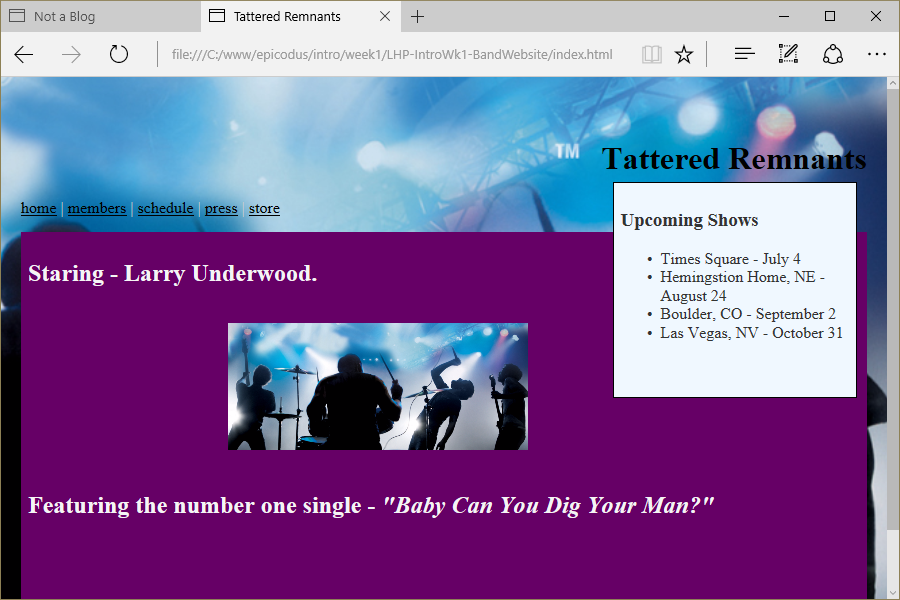 Not a Blog
Tattered Remnants
file:///C:/www/epicodus/intro/week1/LHP-IntroWk1-BandWebsite/index.html
TM
Tattered Remnants
home | members | schedule | press | store
Upcoming Shows
• Times Square - July 4
• Hemingstion Home, NE -
August 24
• Boulder, CO - September 2
• Las Vegas, NV - October 31
Staring - Larry Underwood.
Featuring the number one single - "Baby Can You Dig Your Man?"